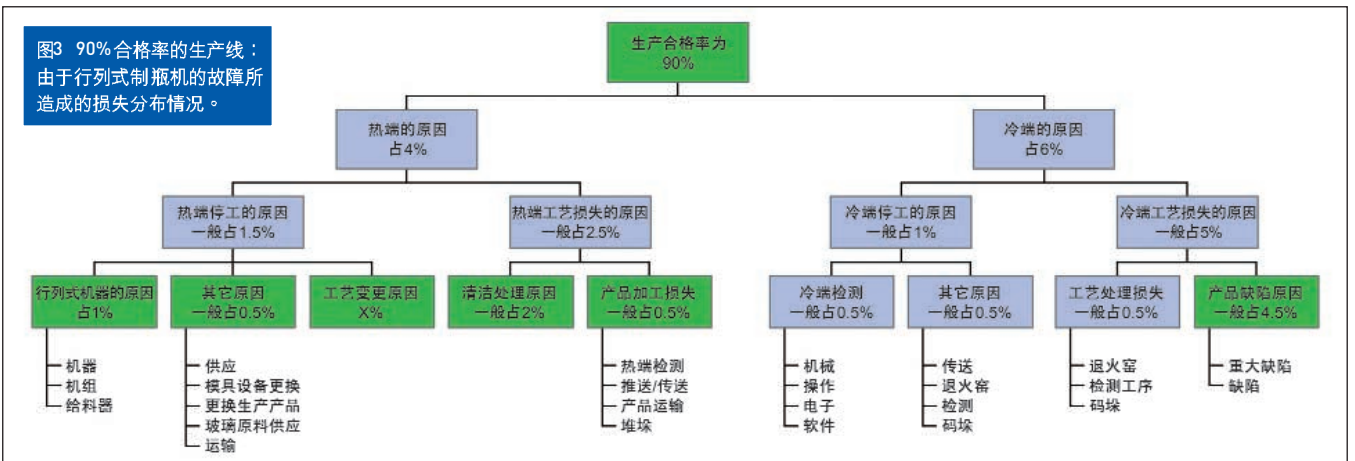 图3 90%合格率的生产线：
由于行列式制瓶机的故障所
造成的损失分布情况。
生产合格率为
90%
热端的原因
占4%
冷端的原因
占6%
热端停工的原因
一般占1.5%
热端工艺损失的原因
一般占2.5%
冷端停工的原因
一般占1%
冷端工艺损失的原因
一般占5%
行列式机器的原因
占1%
其它原因
一般占0.5%
工艺变更原因
X%
清洁处理原因
一般占2%
产品加工损失
一般占0.5%
冷端检测
一般占0.5%
其它原因
一般占0.5%
工艺处理损失
一般占0.5%
产品缺陷原因
一般占4.5%
机器
机组
给料器
供应
模具设备更换
更换生产产品
玻璃原料供应
运输
热端检测
推送/传送
产品运输
堆垛
机械
操作
电子
软件
传送
退火窑
检测
码垛
退火窑
检测工序
码垛
重大缺陷
缺陷